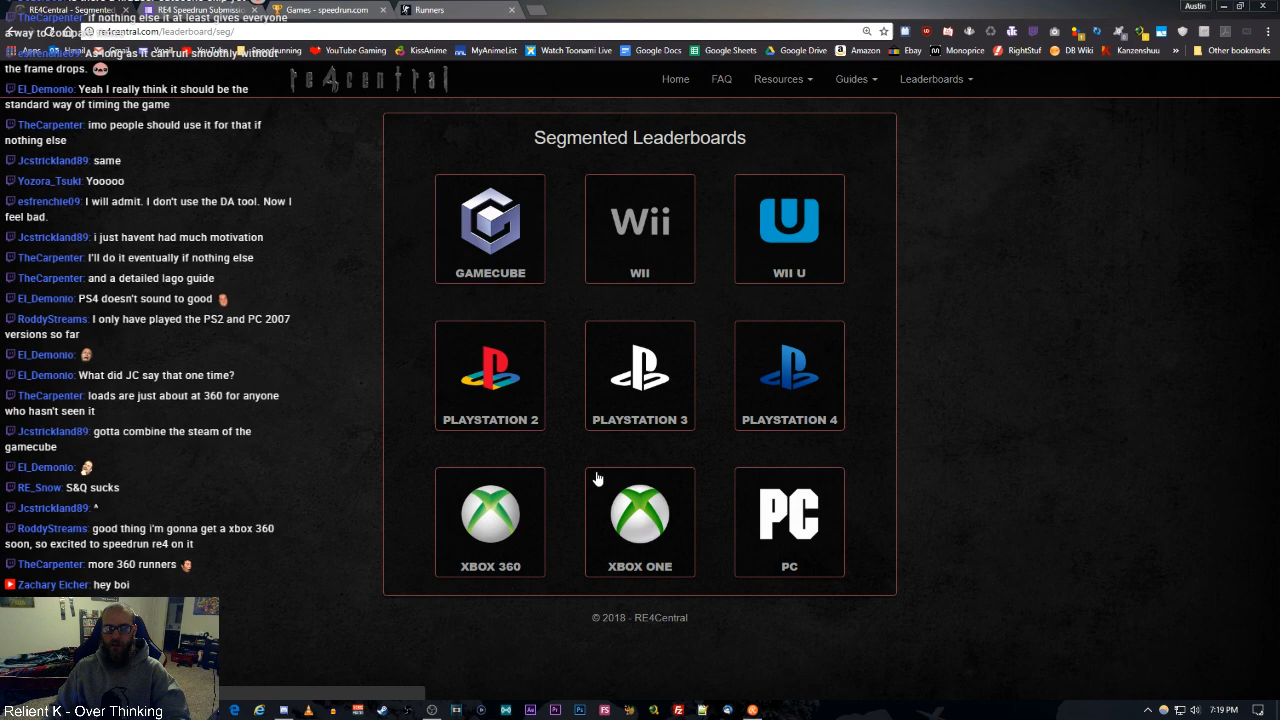 RE4Central - Segmented
RE4 Speedrun Submissio
Games - speedrun.com
Runners
Austin
central.com/leaderboard/seg/
Apps
Gmail
YouTube
Speedrunning
YouTube Gaming
KissAnime
MyAnimeList
Watch Toonami Live
Google Docs
Google Sheets
Google Drive
Amazon
Ebay
Monoprice
RightStuf
DB Wiki
Kanzenshuu
Other bookmarks
re4central
Home
FAQ
Resources
Guides
Leaderboards
TheCarpenter: if nothing else it at least gives everyone
esfrenchie09: As long as it can run smoothly without
the frame drops.
El_Demonio: Yeah I really think it should be the
standard way of timing the game
TheCarpenter: imo people should use it for that if
nothing else
Jcstrickland89: same
Yozora_Tsuki: Yooooo
esfrenchie09: I will admit. I don't use the DA tool. Now I
feel bad.
Jcstrickland89: i just havent had much motivation
TheCarpenter: I'll do it eventually if nothing else
TheCarpenter: and a detailed lago guide
El_Demonio: PS4 doesn't sound to good
RoddyStreams: I only have played the PS2 and PC 2007
versions so far
El_Demonio:
El_Demonio: What did JC say that one time?
TheCarpenter: loads are just about at 360 for anyone
who hasn't seen it
Jcstrickland89: gotta combine the steam of the
gamecube
El_Demonio:
RE_Snow: S&Q sucks
Jcstrickland89: ^
RoddyStreams: good thing i'm gonna get a xbox 360
soon, so excited to speedrun re4 on it
TheCarpenter: more 360 runners
Zachary Eicher: hey boi
Segmented Leaderboards
GAMECUBE
Wii
WII
WII U
PLAYSTATION 2
PLAYSTATION 3
PLAYSTATION 4
XBOX 360
XBOX ONE
PC
PC
© 2018 - RE4Central
Relient K - Over Thinking
7:19 PM